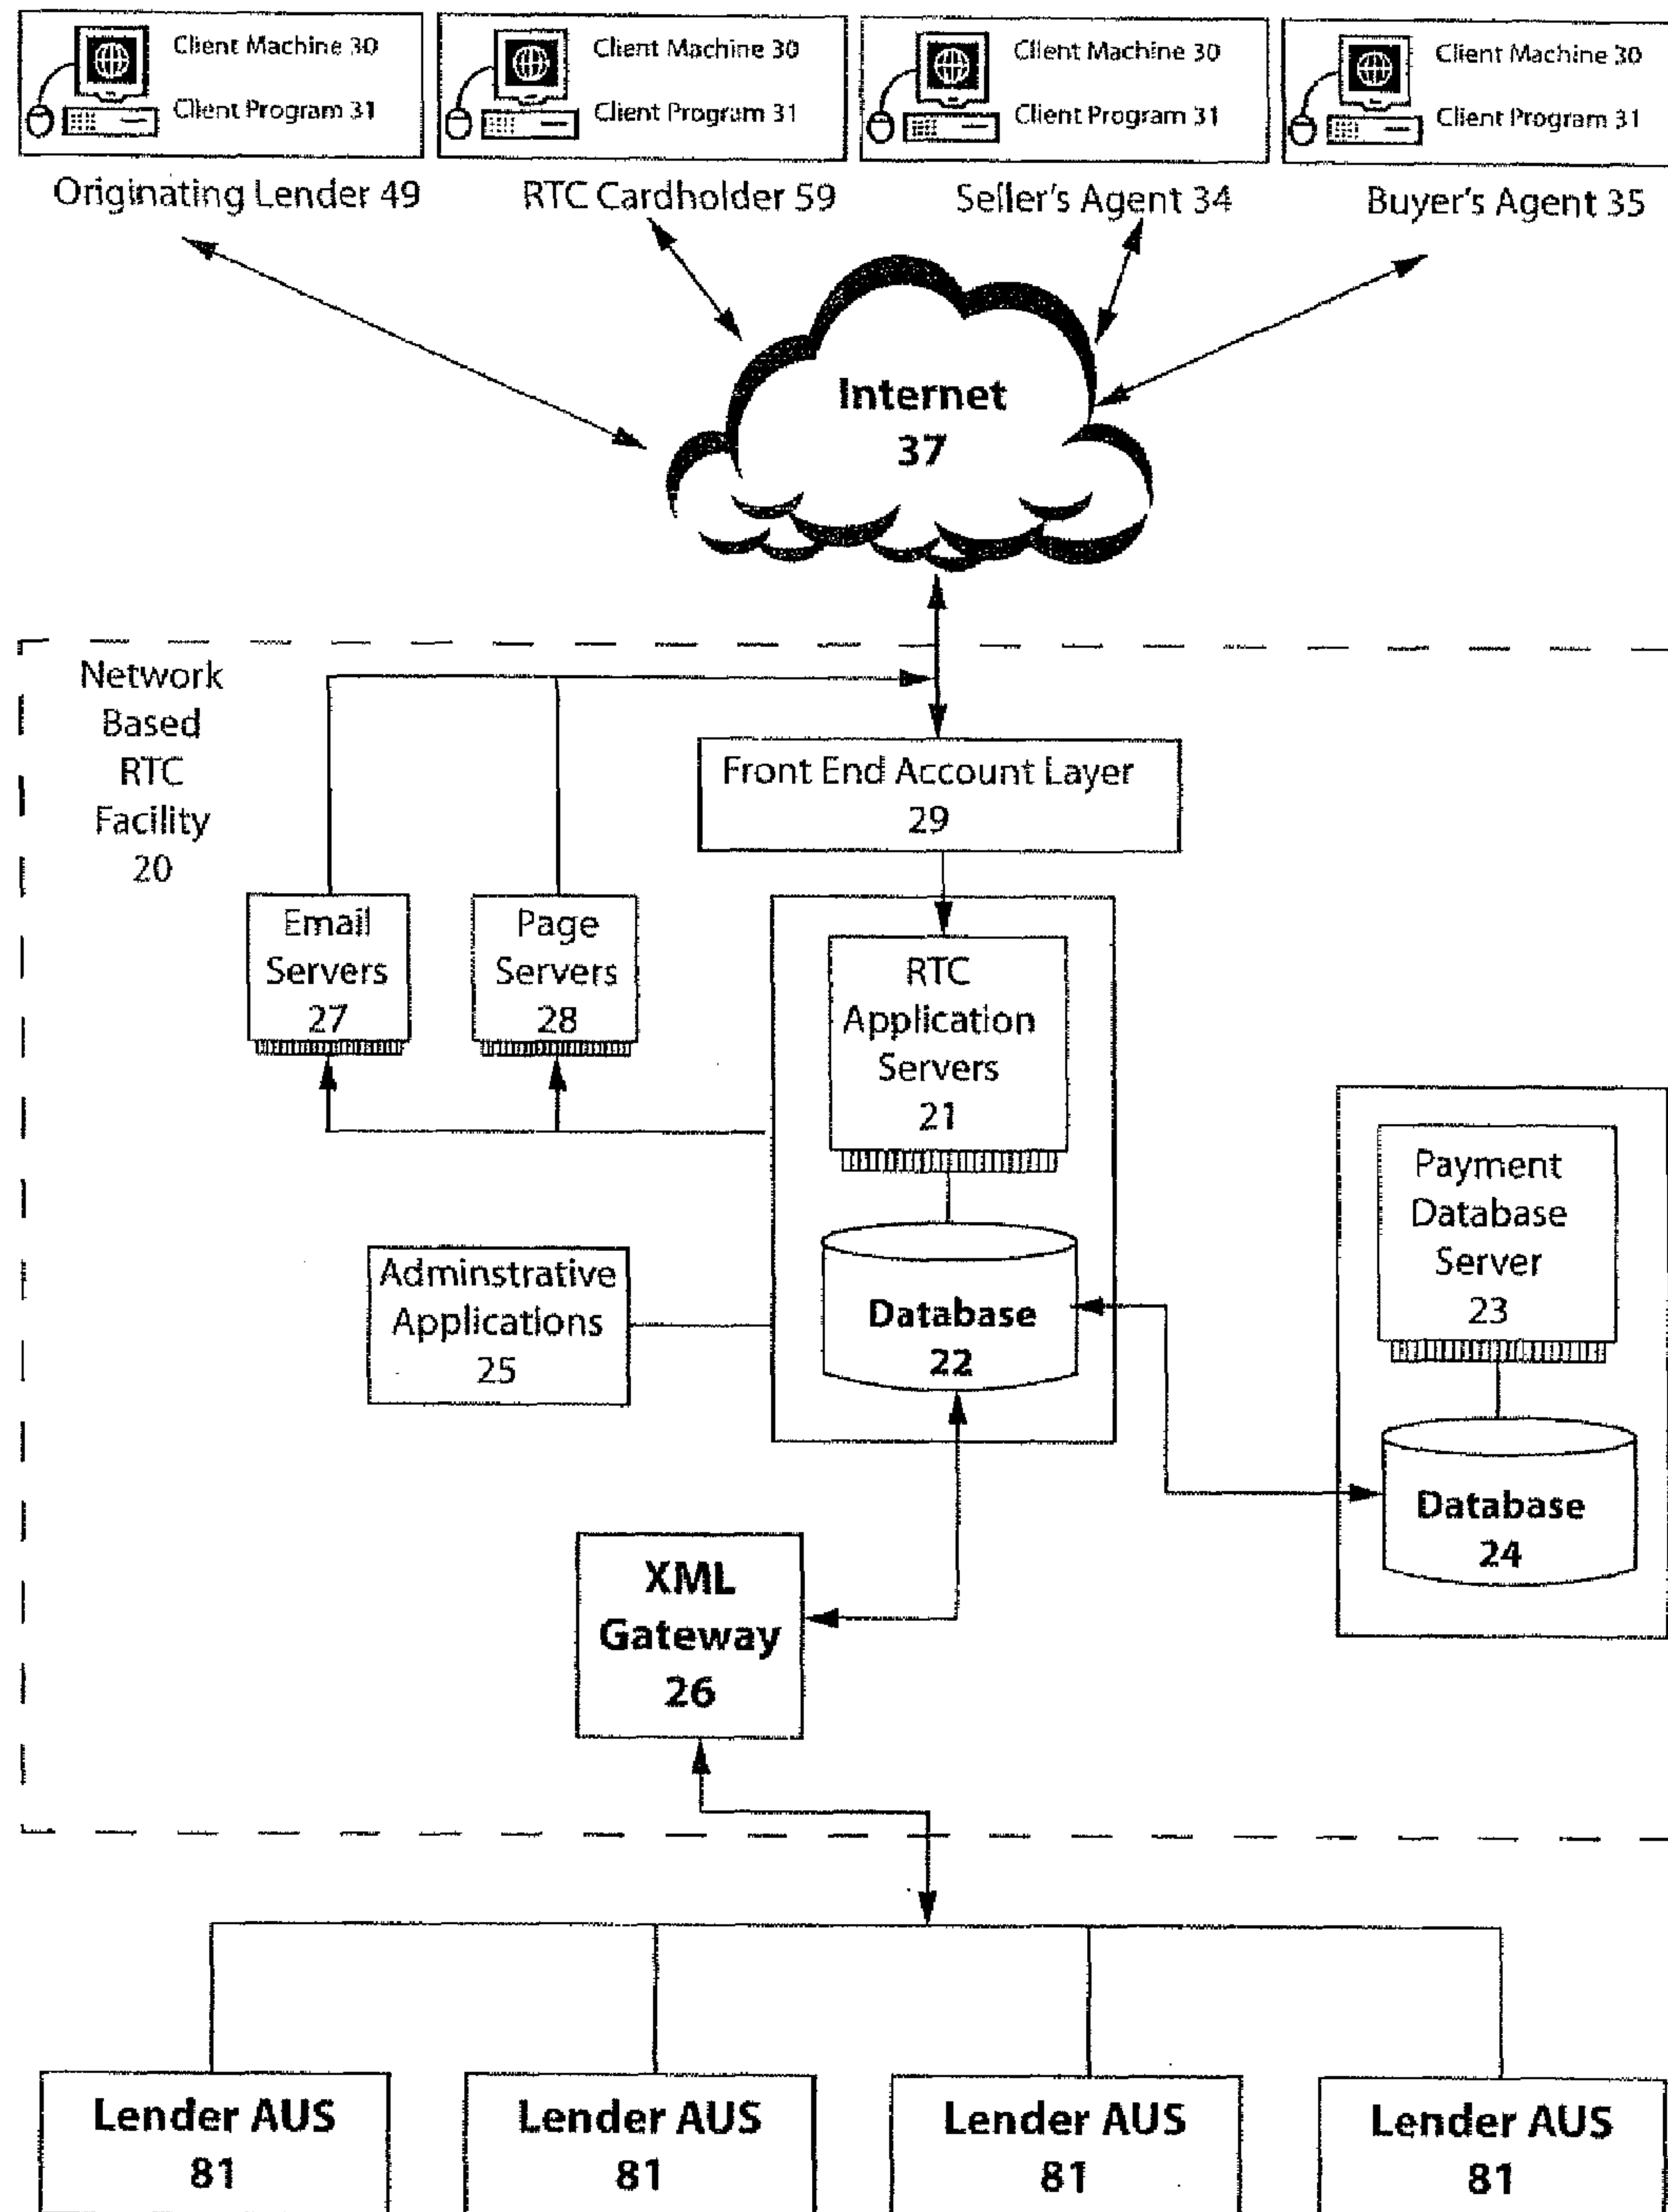 Client Machine 30
Client Program 31
Client Machine 30
Client Program 31
Client Machine 30
Client Program 31
Client Machine 30
Client Program 31
Originating Lender 49
RTC Cardholder 59
Seller's Agent 34
Buyer's Agent 35
Internet
37
Network
Based
RTC
Facility
20
Front End Account Layer
29
Email
Servers
27
Page
Servers
28
RTC
Application
Servers
21
Payment
Database
Server
23
Adminstrative
Applications
25
Database
22
Database
24
XML
Gateway
26
Lender AUS
81
Lender AUS
81
Lender AUS
81
Lender AUS
81